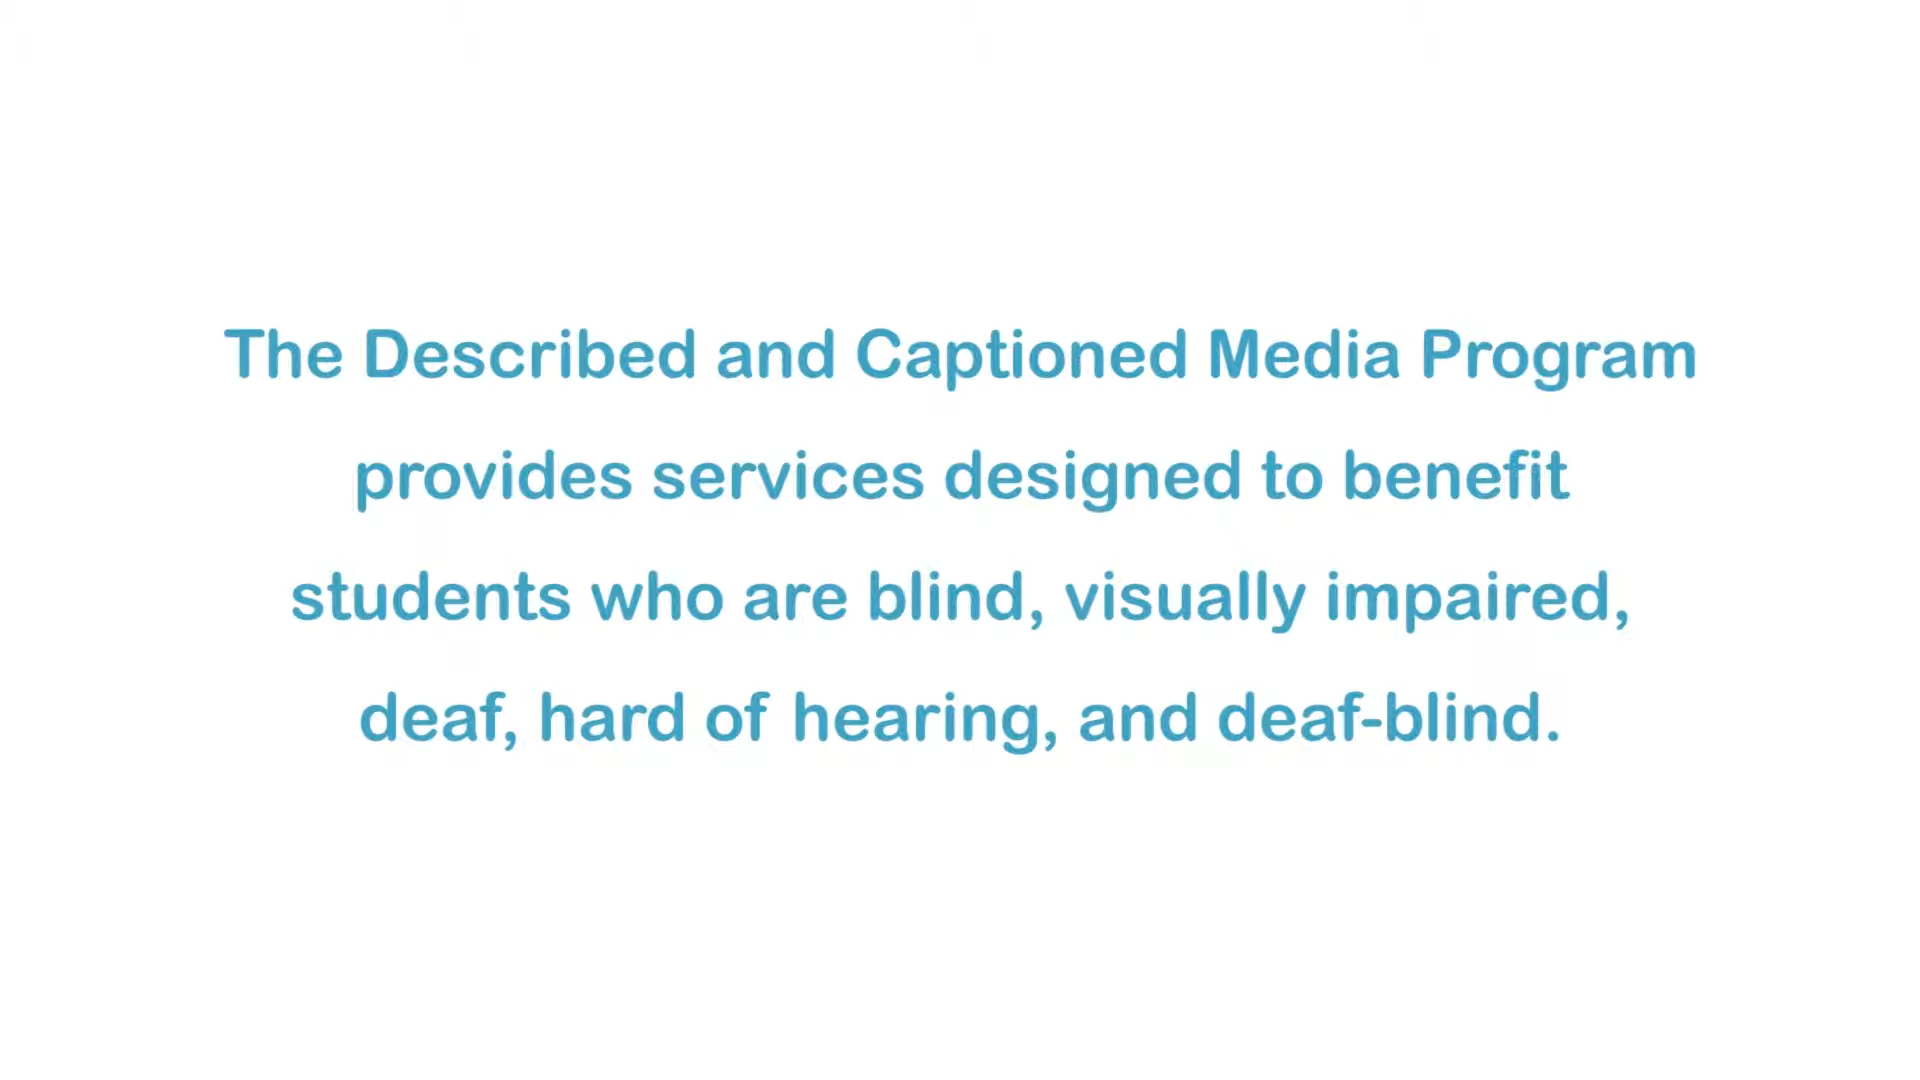 The Described and Captioned Media Program
provides services designed to benefit
students who are blind, visually impaired,
deaf, hard of hearing, and deaf-blind.